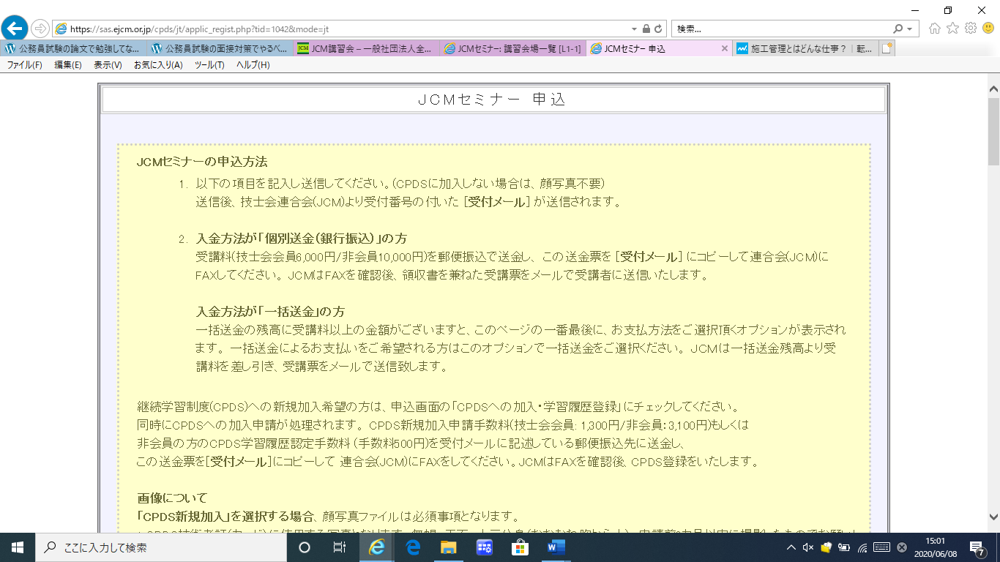 https://sas.ejcm.or.jp/cpds/jt/applic_regist.php?tid=1042&mode=jt
検索...
公務員試験の論文で勉強してな...
公務員試験の面接対策でやるべ...
JCM講習会 – 一般社団法人全...
JCMセミナー: 講習会場一覧 [L1-1]
JCMセミナー 申込
施工管理とはどんな仕事？｜転...
ファイル(F) 編集(E) 表示(V) お気に入り(A) ツール(T) ヘルプ(H)
JCMセミナー 申込
JCMセミナーの申込方法
1. 以下の項目を記入し送信してください。(CPDSに加入しない場合は、顔写真不要)
送信後、技士会連合会(JCM)より受付番号の付いた [受付メール] が送信されます。
2. 入金方法が「個別送金(銀行振込)」の方
受講料(技士会会員6,000円/非会員10,000円)を郵便振込で送金し、この送金票を [受付メール] にコピーして連合会(JCM)に
FAXしてください。JCMはFAXを確認後、領収書を兼ねた受講票をメールで受講者に送信いたします。
入金方法が「一括送金」の方
一括送金の残高に受講料以上の金額がございますと、このページの一番最後に、お支払方法をご選択頂くオプションが表示され
ます。一括送金によるお支払いをご希望される方はこのオプションで一括送金をご選択ください。JCMは一括送金残高より受
講料を差し引き、受講票をメールで送信致します。
継続学習制度(CPDS)への新規加入希望の方は、申込画面の「CPDSへの加入・学習履歴登録」にチェックしてください。
同時にCPDSへの加入申請が処理されます。CPDS新規加入申請手数料(技士会会員: 1,300円/非会員:3,100円)もしくは
非会員の方のCPDS学習履歴認定手数料 (手数料500円)を受付メールに記述している郵便振込先に送金し、
この送金票を[受付メール]にコピーして 連合会(JCM)にFAXをしてください。JCMはFAXを確認後、CPDS登録をいたします。
画像について
「CPDS新規加入」を選択する場合、顔写真ファイルは必須事項となります。
ここに入力して検索
15:01
2020/06/08
7